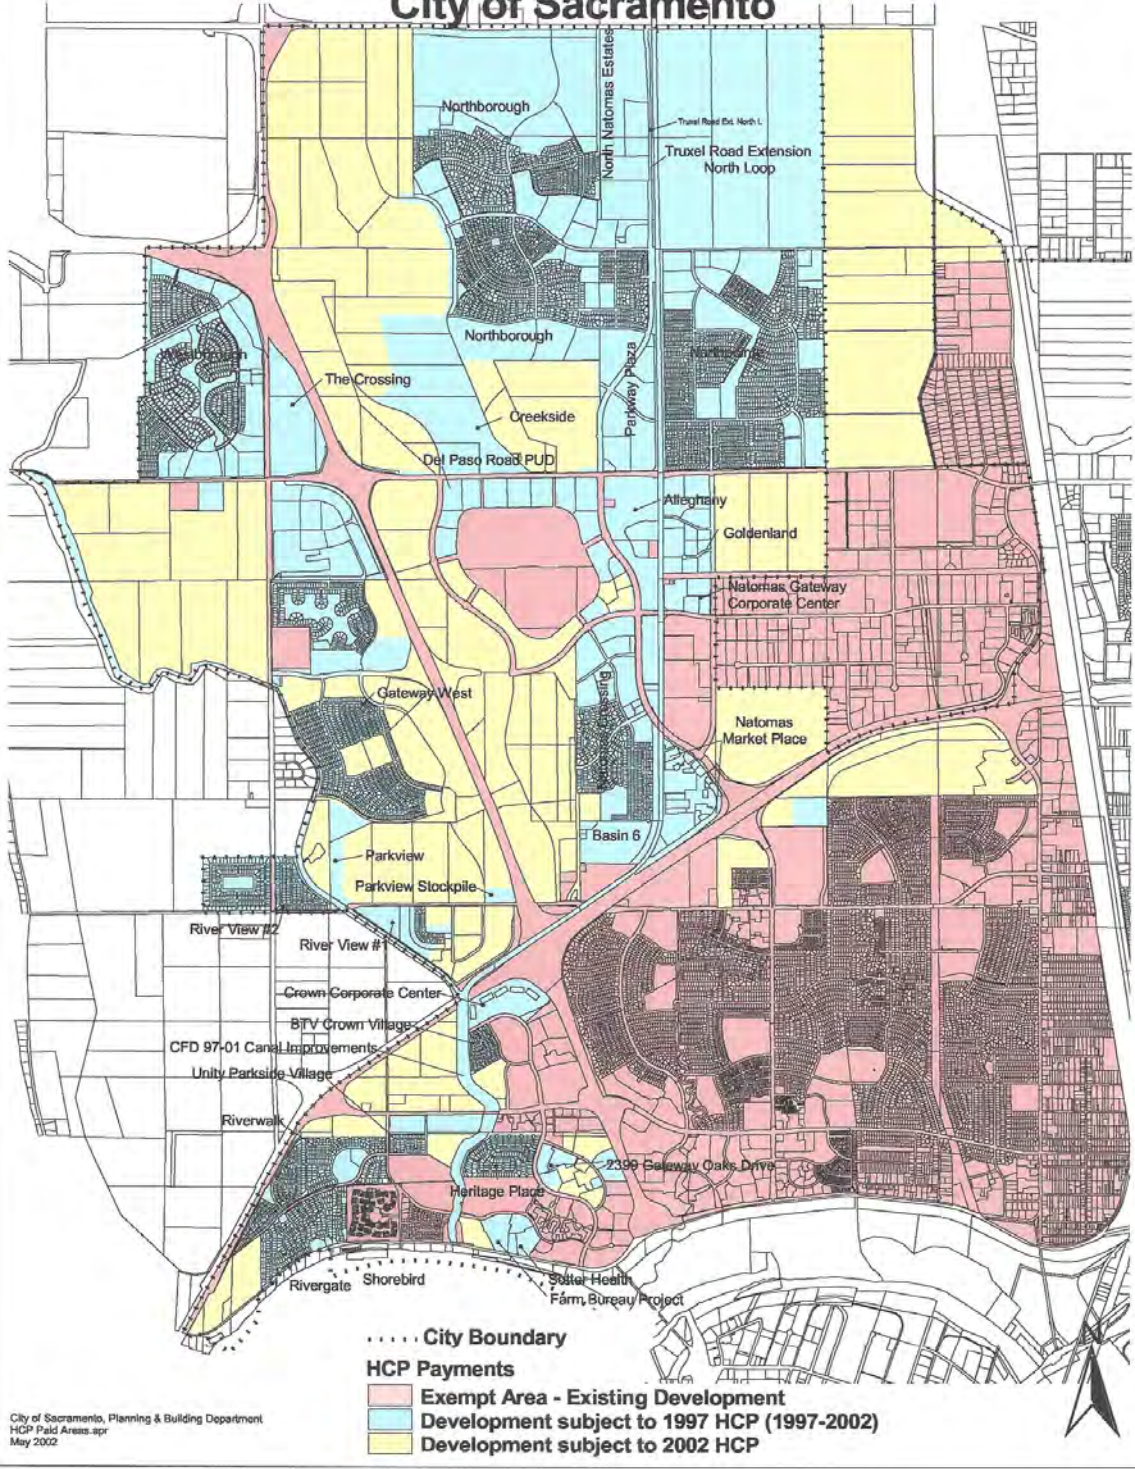 City of Sacramento
Northborough
North Natomas Estates
Truxel Road Ext. North L
Truxel Road Extension
North Loop
Northborough
Westborough
The Crossing
Parkway Plaza
Creekside
Del Paso Road PUD
Alleghany
Goldenland
Natomas Gateway
Corporate Center
Gateway West
Natomas
Market Place
Natomas Crossing
Basin 6
Parkview
Parkview Stockpile
River View #2
River View #1
Crown Corporate Center
BTV Crown Village
CFD 97-01 Canal Improvements
Unity Parkside Village
Riverwalk
2399 Gateway Oaks Drive
Heritage Place
Rivergate
Shorebird
Sutter Health
Farm Bureau Project
City Boundary
HCP Payments
Exempt Area - Existing Development
Development subject to 1997 HCP (1997-2002)
Development subject to 2002 HCP
City of Sacramento, Planning & Building Department
HCP Paid Areas.apr
May 2002